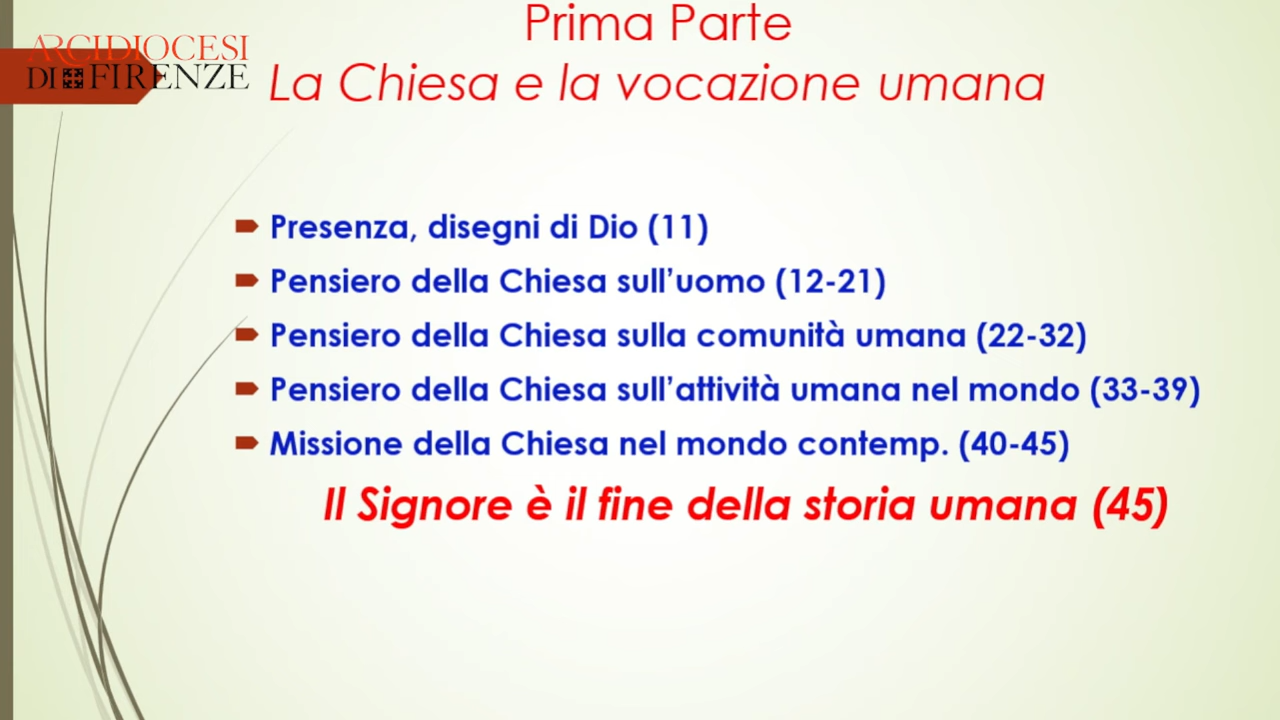 ARCIDIOCESI
DI FIRENZE
Prima Parte
La Chiesa e la vocazione umana
Presenza, disegni di Dio (11)
Pensiero della Chiesa sull’uomo (12-21)
Pensiero della Chiesa sulla comunità umana (22-32)
Pensiero della Chiesa sull’attività umana nel mondo (33-39)
Missione della Chiesa nel mondo contemp. (40-45)
Il Signore è il fine della storia umana (45)